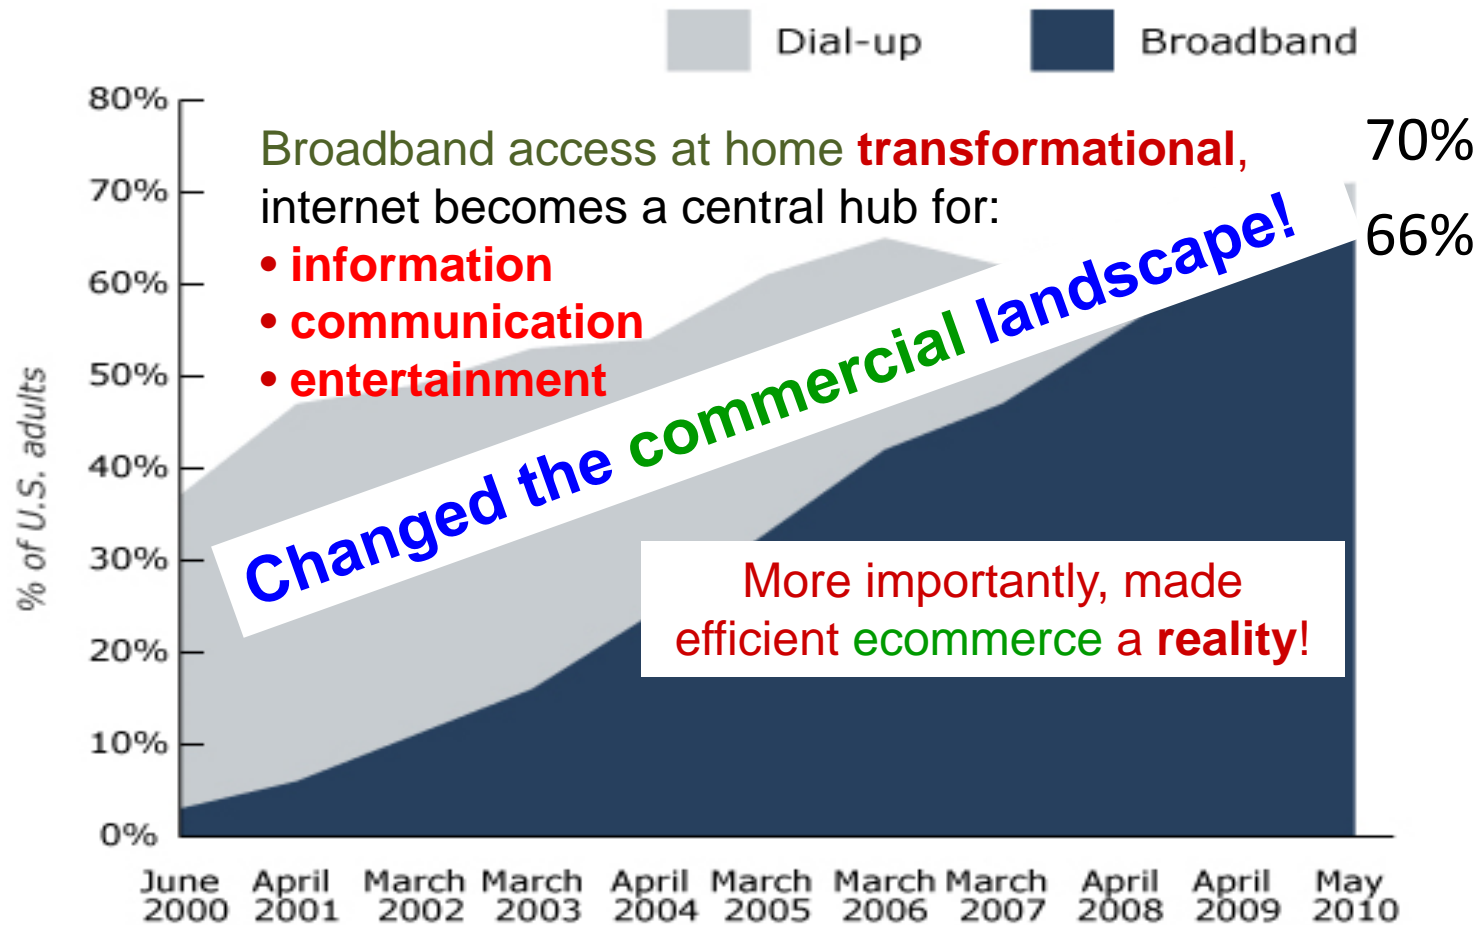 Dial-up Broadband
80%
70%
60%
50%
40%
30%
20%
10%
0%
% of U.S. adults
Broadband access at home transformational,
internet becomes a central hub for:
• information
• communication
• entertainment
Changed the commercial landscape!
More importantly, made
efficient ecommerce a reality!
70%
66%
June 2000
April 2001
March 2002
March 2003
April 2004
March 2005
March 2006
March 2007
April 2008
April 2009
May 2010